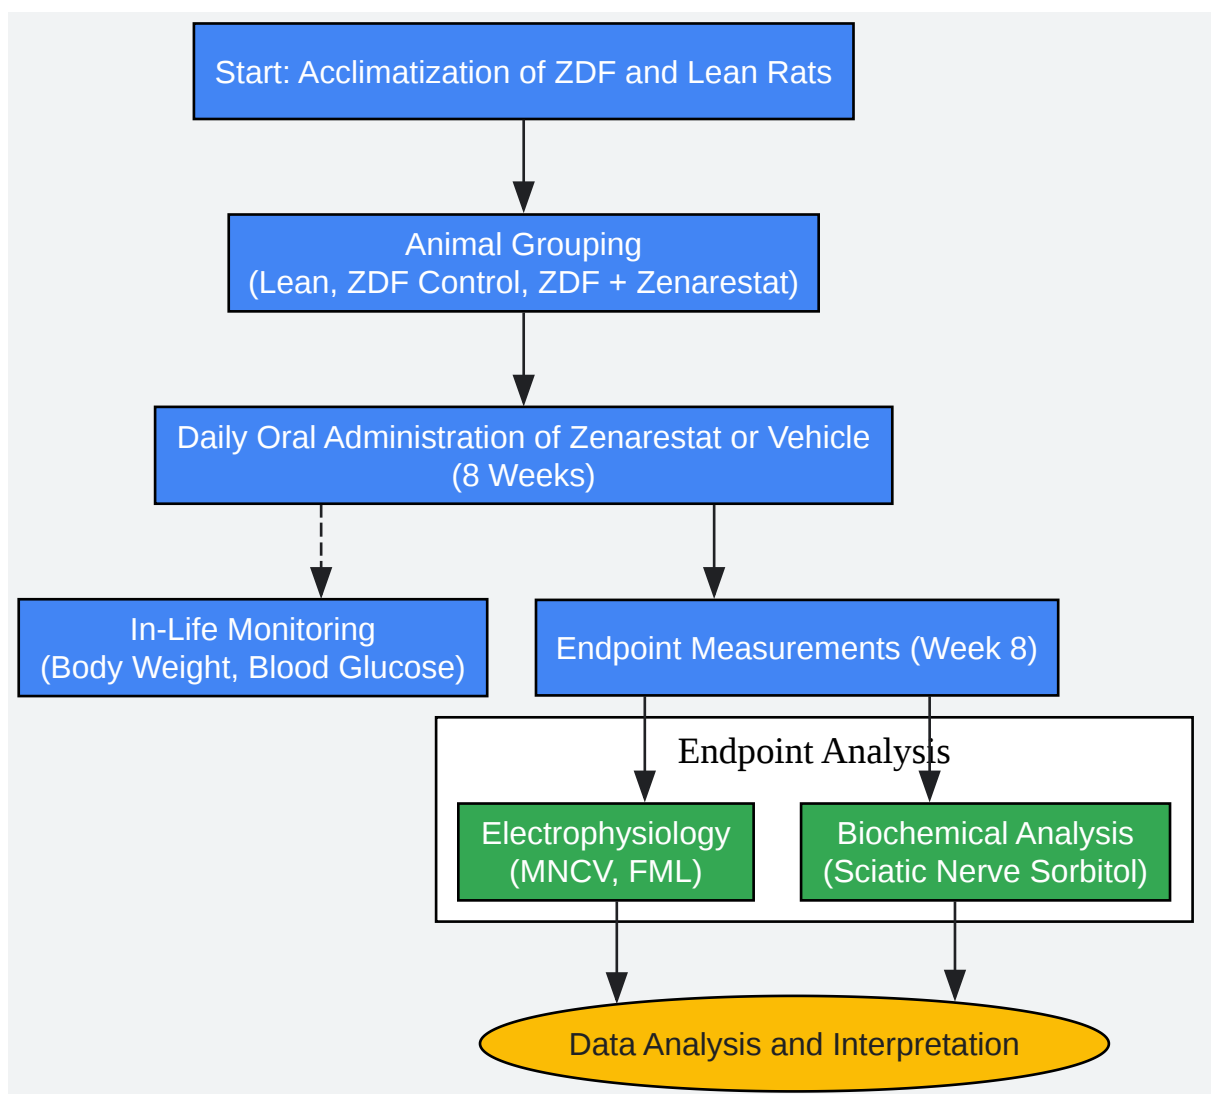 Start: Acclimatization of ZDF and Lean Rats
Animal Grouping
(Lean, ZDF Control, ZDF + Zenarestat)
Daily Oral Administration of Zenarestat or Vehicle
(8 Weeks)
In-Life Monitoring
(Body Weight, Blood Glucose)
Endpoint Measurements (Week 8)
Endpoint Analysis
Electrophysiology
(MNCV, FML)
Biochemical Analysis
(Sciatic Nerve Sorbitol)
Data Analysis and Interpretation